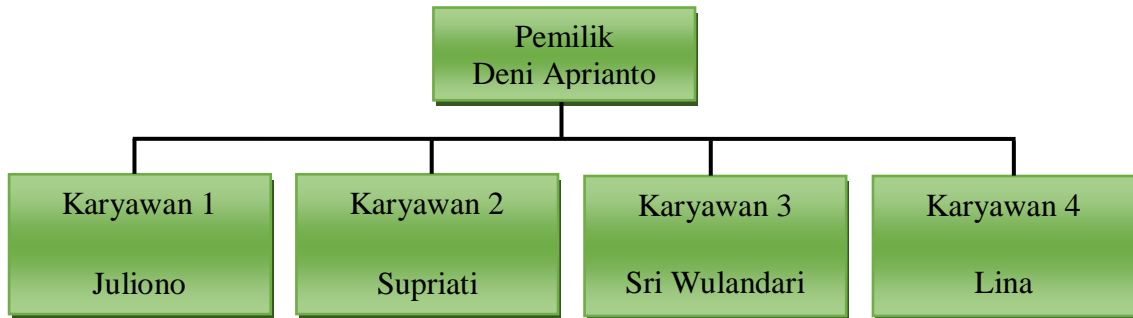 Pemilik
Deni Aprianto
Karyawan 1
Juliono
Karyawan 2
Supriati
Karyawan 3
Sri Wulandari
Karyawan 4
Lina